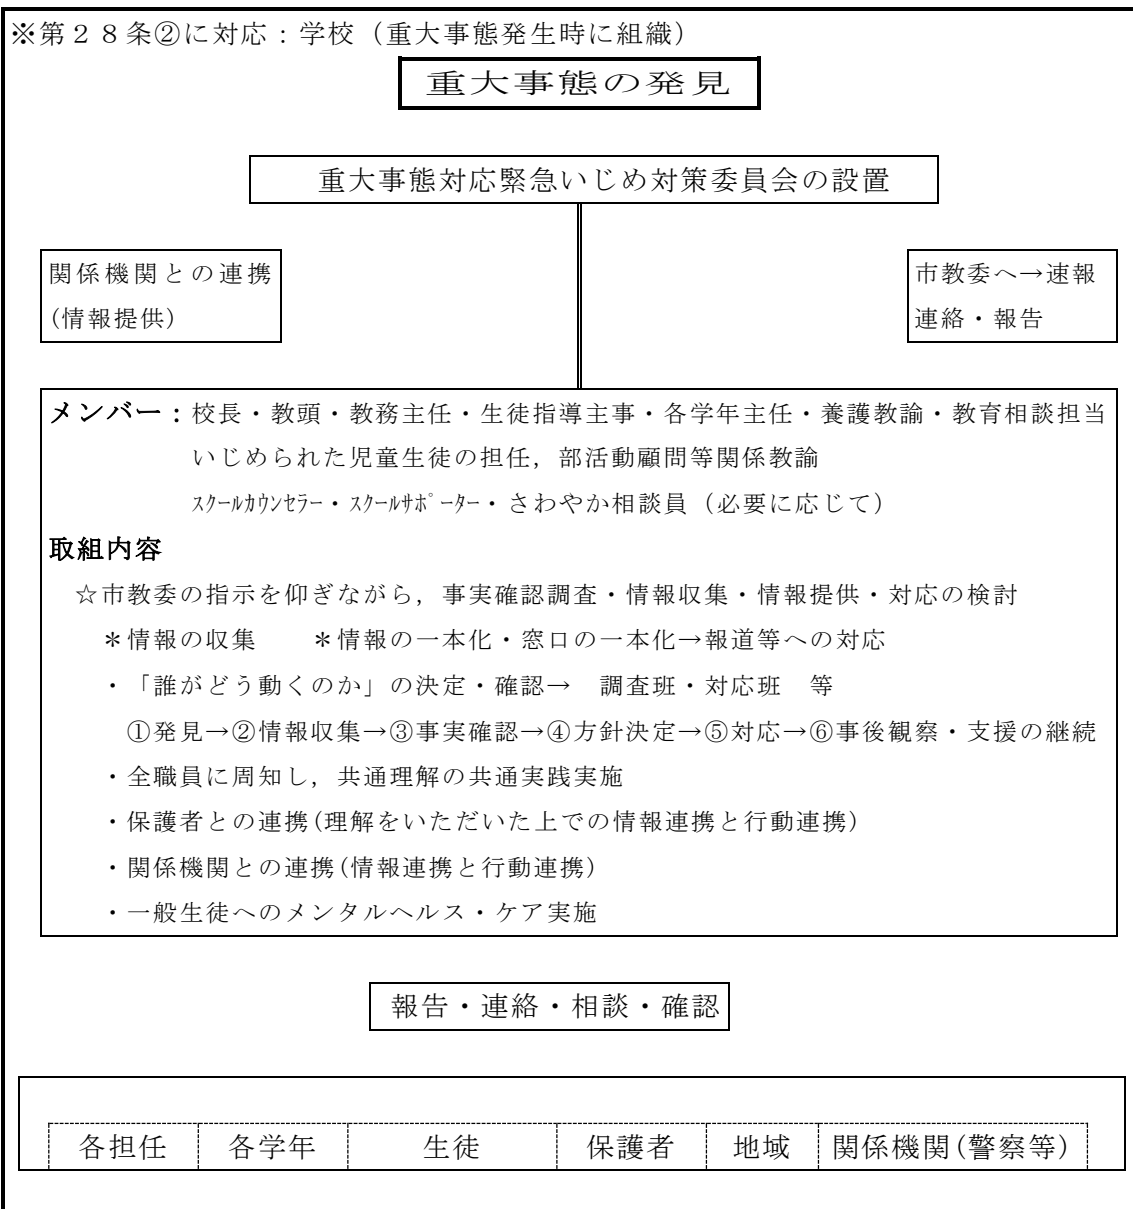 ※第２８条②に対応：学校（重大事態発生時に組織）
重大事態の発見
重大事態対応緊急いじめ対策委員会の設置
関係機関との連携
(情報提供)
市教委へ→速報
連絡・報告
メンバー：校長・教頭・教務主任・生徒指導主事・各学年主任・養護教諭・教育相談担当
いじめられた児童生徒の担任，部活動顧問等関係教諭
ｽｸｰﾙｶｳﾝｾﾗｰ・ｽｸｰﾙｻﾎﾟｰﾀｰ・さわやか相談員（必要に応じて）
取組内容
☆市教委の指示を仰ぎながら，事実確認調査・情報収集・情報提供・対応の検討
＊情報の収集　　＊情報の一本化・窓口の一本化→報道等への対応
・「誰がどう動くのか」の決定・確認→　調査班・対応班　等
①発見→②情報収集→③事実確認→④方針決定→⑤対応→⑥事後観察・支援の継続
・全職員に周知し，共通理解の共通実践実施
・保護者との連携(理解をいただいた上での情報連携と行動連携)
・関係機関との連携(情報連携と行動連携)
・一般生徒へのメンタルヘルス・ケア実施
報告・連絡・相談・確認
各担任　各学年　生徒　保護者　地域　関係機関(警察等)